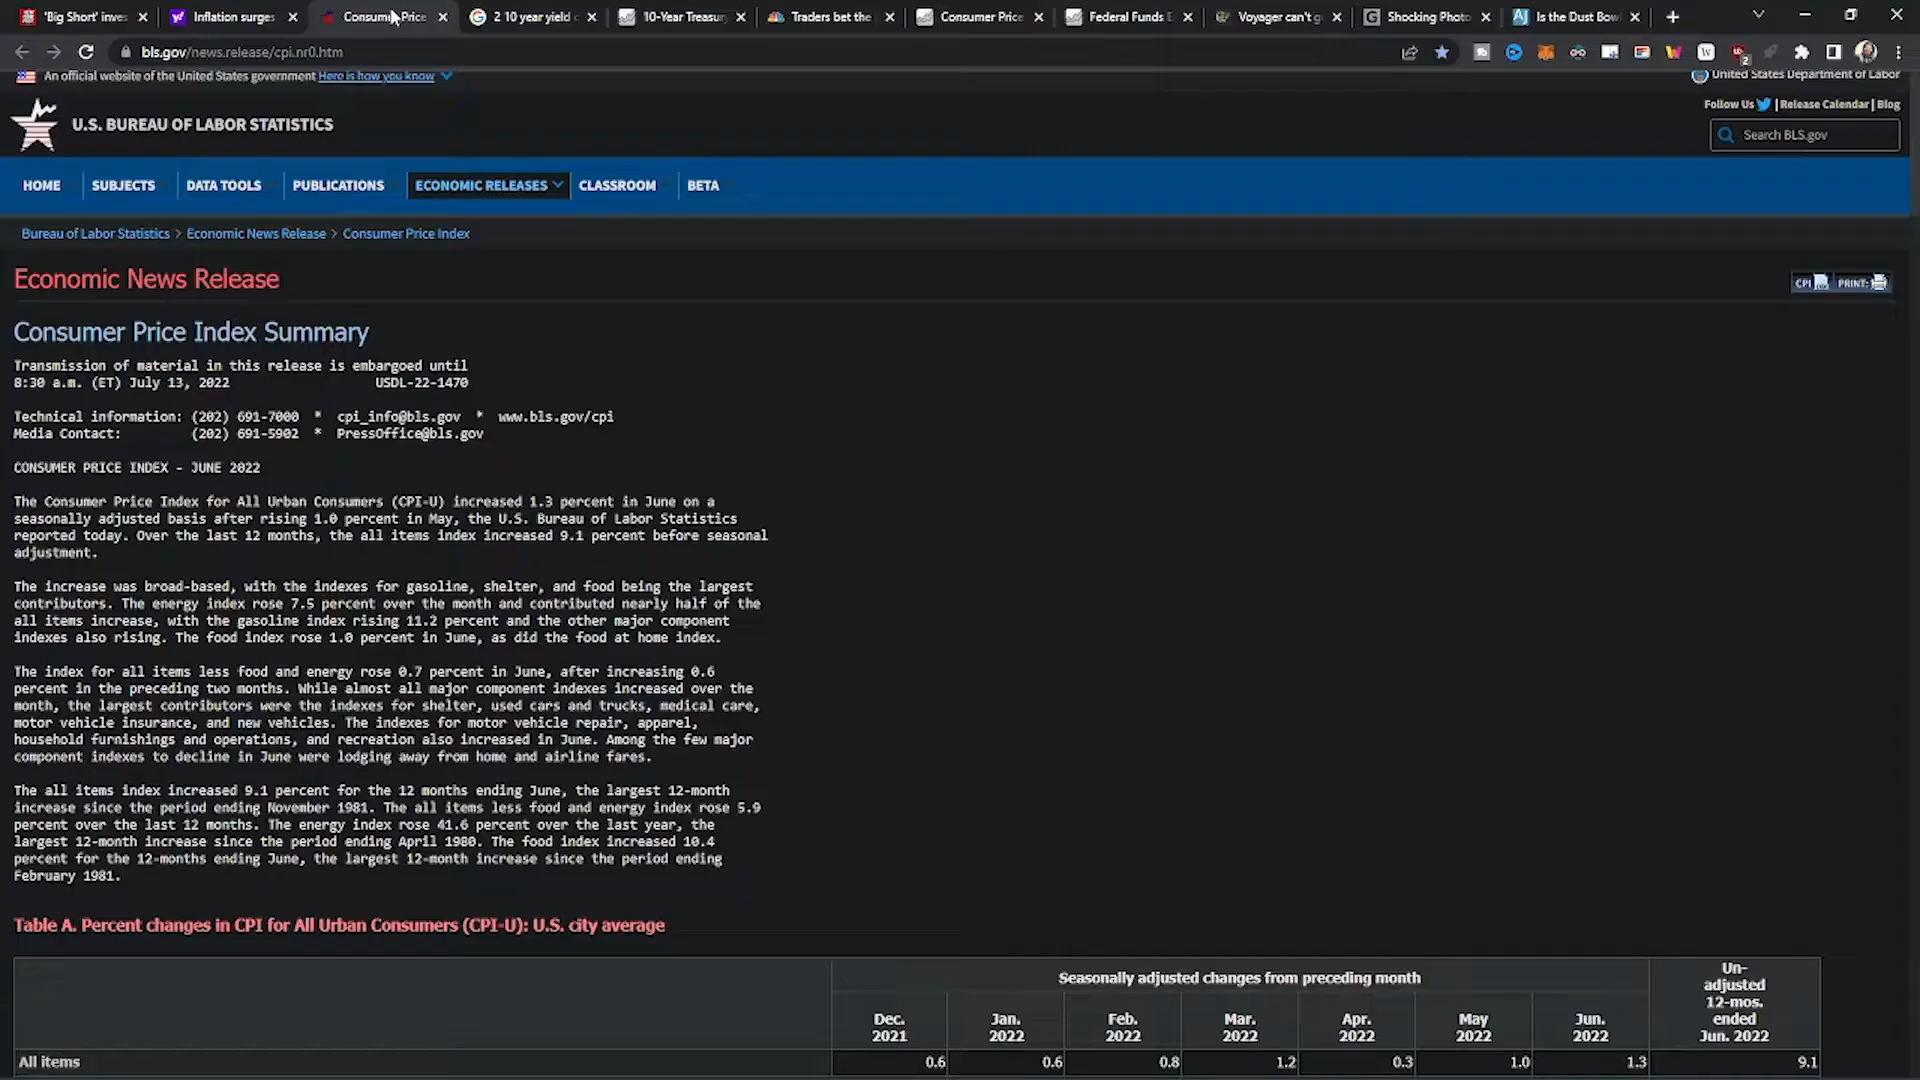 'Big Short' inves
Inflation surges
Consumer Price
2 10 year yield
10-Year Treasur
Traders bet the
Consumer Price
Federal Funds E
Voyager can't g
Shocking Photo
Is the Dust Bow
bls.gov/news.release/cpi.nr0.htm
An official website of the United States government Here is how you know
United States Department of Labor
Follow Us | Release Calendar | Blog
U.S. BUREAU OF LABOR STATISTICS
Search BLS.gov
HOME SUBJECTS DATA TOOLS PUBLICATIONS ECONOMIC RELEASES CLASSROOM BETA
Bureau of Labor Statistics > Economic News Release > Consumer Price Index
Economic News Release
CPI PRINT:
Consumer Price Index Summary
Transmission of material in this release is embargoed until
8:30 a.m. (ET) July 13, 2022 USDL-22-1470
Technical information: (202) 691-7000 * cpi_info@bls.gov * www.bls.gov/cpi
Media Contact: (202) 691-5902 * PressOffice@bls.gov
CONSUMER PRICE INDEX - JUNE 2022
The Consumer Price Index for All Urban Consumers (CPI-U) increased 1.3 percent in June on a
seasonally adjusted basis after rising 1.0 percent in May, the U.S. Bureau of Labor Statistics
reported today. Over the last 12 months, the all items index increased 9.1 percent before seasonal
adjustment.
The increase was broad-based, with the indexes for gasoline, shelter, and food being the largest
contributors. The energy index rose 7.5 percent over the month and contributed nearly half of the
all items increase, with the gasoline index rising 11.2 percent and the other major component
indexes also rising. The food index rose 1.0 percent in June, as did the food at home index.
The index for all items less food and energy rose 0.7 percent in June, after increasing 0.6
percent in the preceding two months. While almost all major component indexes increased over the
month, the largest contributors were the indexes for shelter, used cars and trucks, medical care,
motor vehicle insurance, and new vehicles. The indexes for motor vehicle repair, apparel,
household furnishings and operations, and recreation also increased in June. Among the few major
component indexes to decline in June were lodging away from home and airline fares.
The all items index increased 9.1 percent for the 12 months ending June, the largest 12-month
increase since the period ending November 1981. The all items less food and energy index rose 5.9
percent over the last 12 months. The energy index rose 41.6 percent over the last year, the
largest 12-month increase since the period ending April 1980. The food index increased 10.4
percent for the 12-months ending June, the largest 12-month increase since the period ending
February 1981.
Table A. Percent changes in CPI for All Urban Consumers (CPI-U): U.S. city average
Seasonally adjusted changes from preceding month
Un-
adjusted
12-mos.
ended
Jun. 2022
Dec. Jan. Feb. Mar. Apr. May Jun.
2021 2022 2022 2022 2022 2022 2022
All items 0.6 0.6 0.8 1.2 0.3 1.0 1.3 9.1